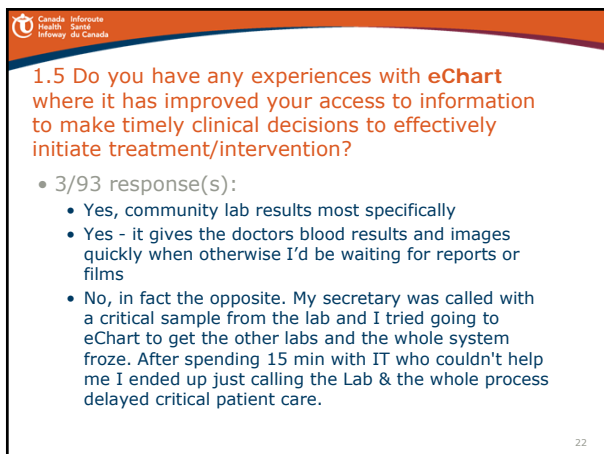 Canada Inforoute
Health Santé
Infoway du Canada
1.5 Do you have any experiences with eChart
where it has improved your access to information
to make timely clinical decisions to effectively
initiate treatment/intervention?
• 3/93 response(s):
• Yes, community lab results most specifically
• Yes - it gives the doctors blood results and images
quickly when otherwise I'd be waiting for reports or
films
• No, in fact the opposite. My secretary was called with
a critical sample from the lab and I tried going to
eChart to get the other labs and the whole system
froze. After spending 15 min with IT who couldn't help
me I ended up just calling the Lab & the whole process
delayed critical patient care.
22